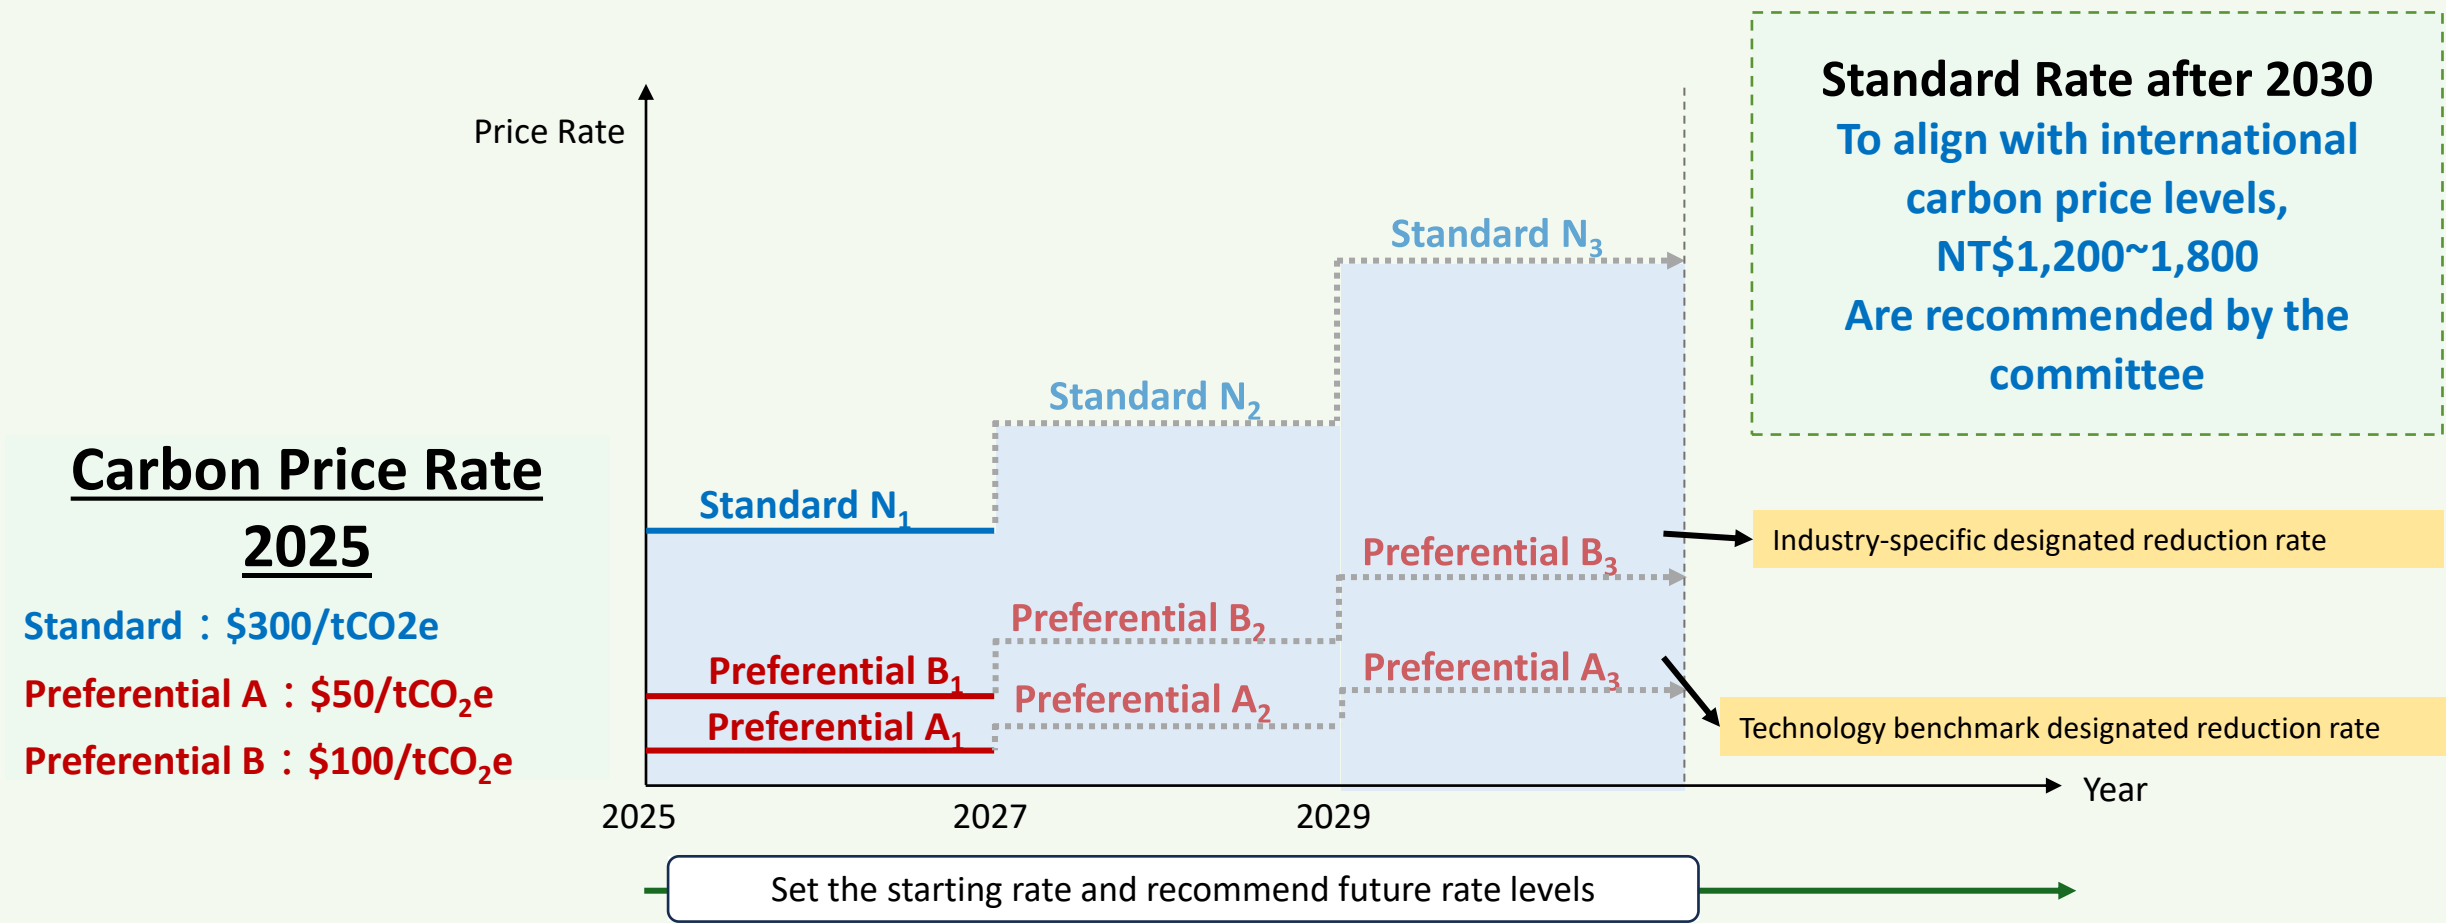 Standard Rate after 2030
To align with international
carbon price levels,
NT$1,200~1,800
Are recommended by the
committee
Price Rate
Standard N3
Standard N2
Standard N1
Carbon Price Rate
2025
Standard：$300/tCO2e
Preferential A：$50/tCO2e
Preferential B：$100/tCO2e
Preferential B3
Preferential B2
Preferential B1
Preferential A3
Preferential A2
Preferential A1
Industry-specific designated reduction rate
Technology benchmark designated reduction rate
2025
2027
2029
Year
Set the starting rate and recommend future rate levels